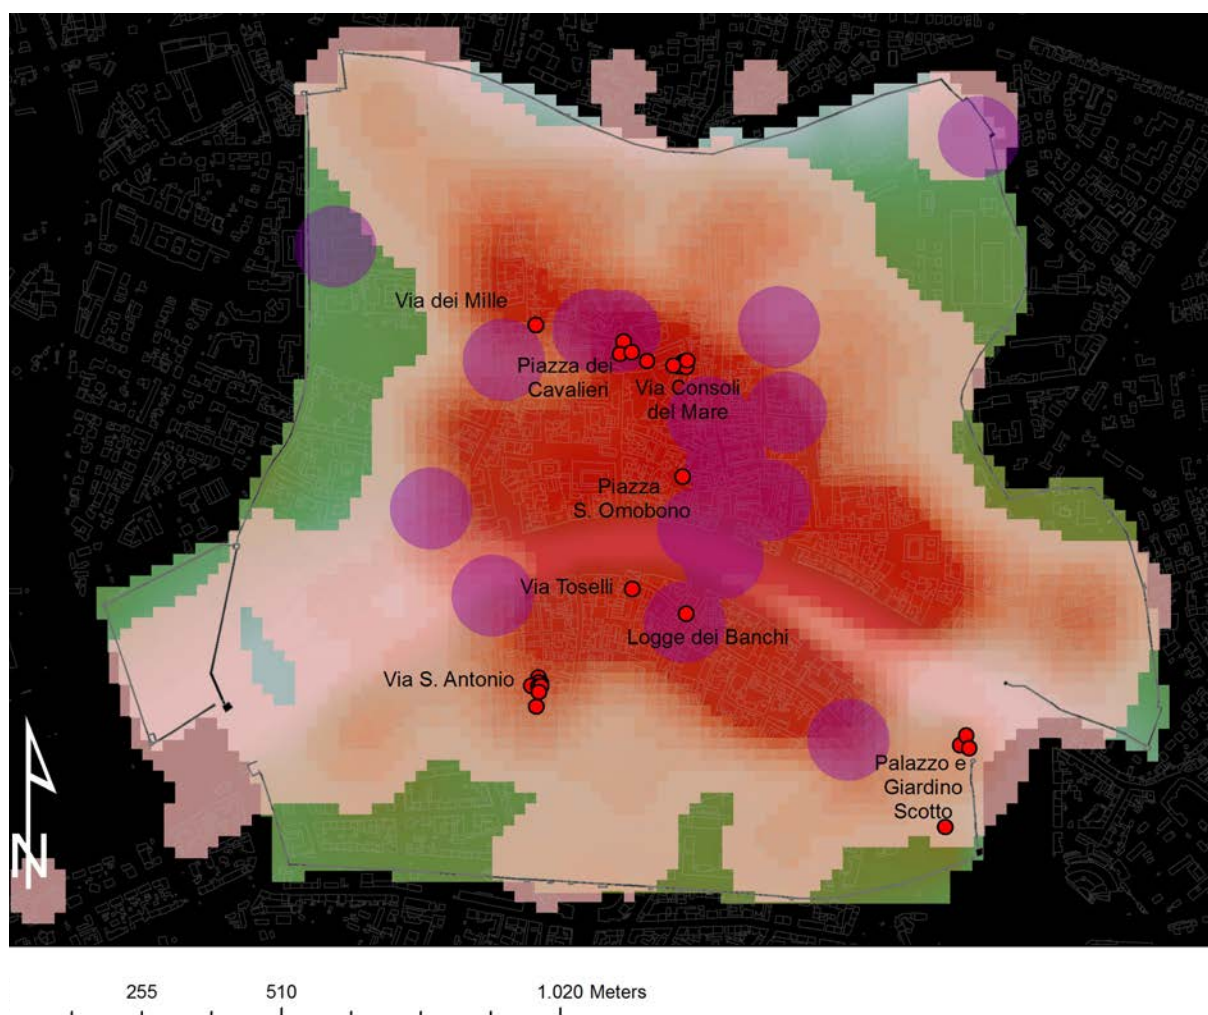 Via dei Mille
Piazza dei
Cavalieri
Via Consoli
del Mare
Piazza
S. Omobono
Via Toselli
Logge dei Banchi
Via S. Antonio
Palazzo e
Giardino
Scotto
N
255 510 1.020 Meters